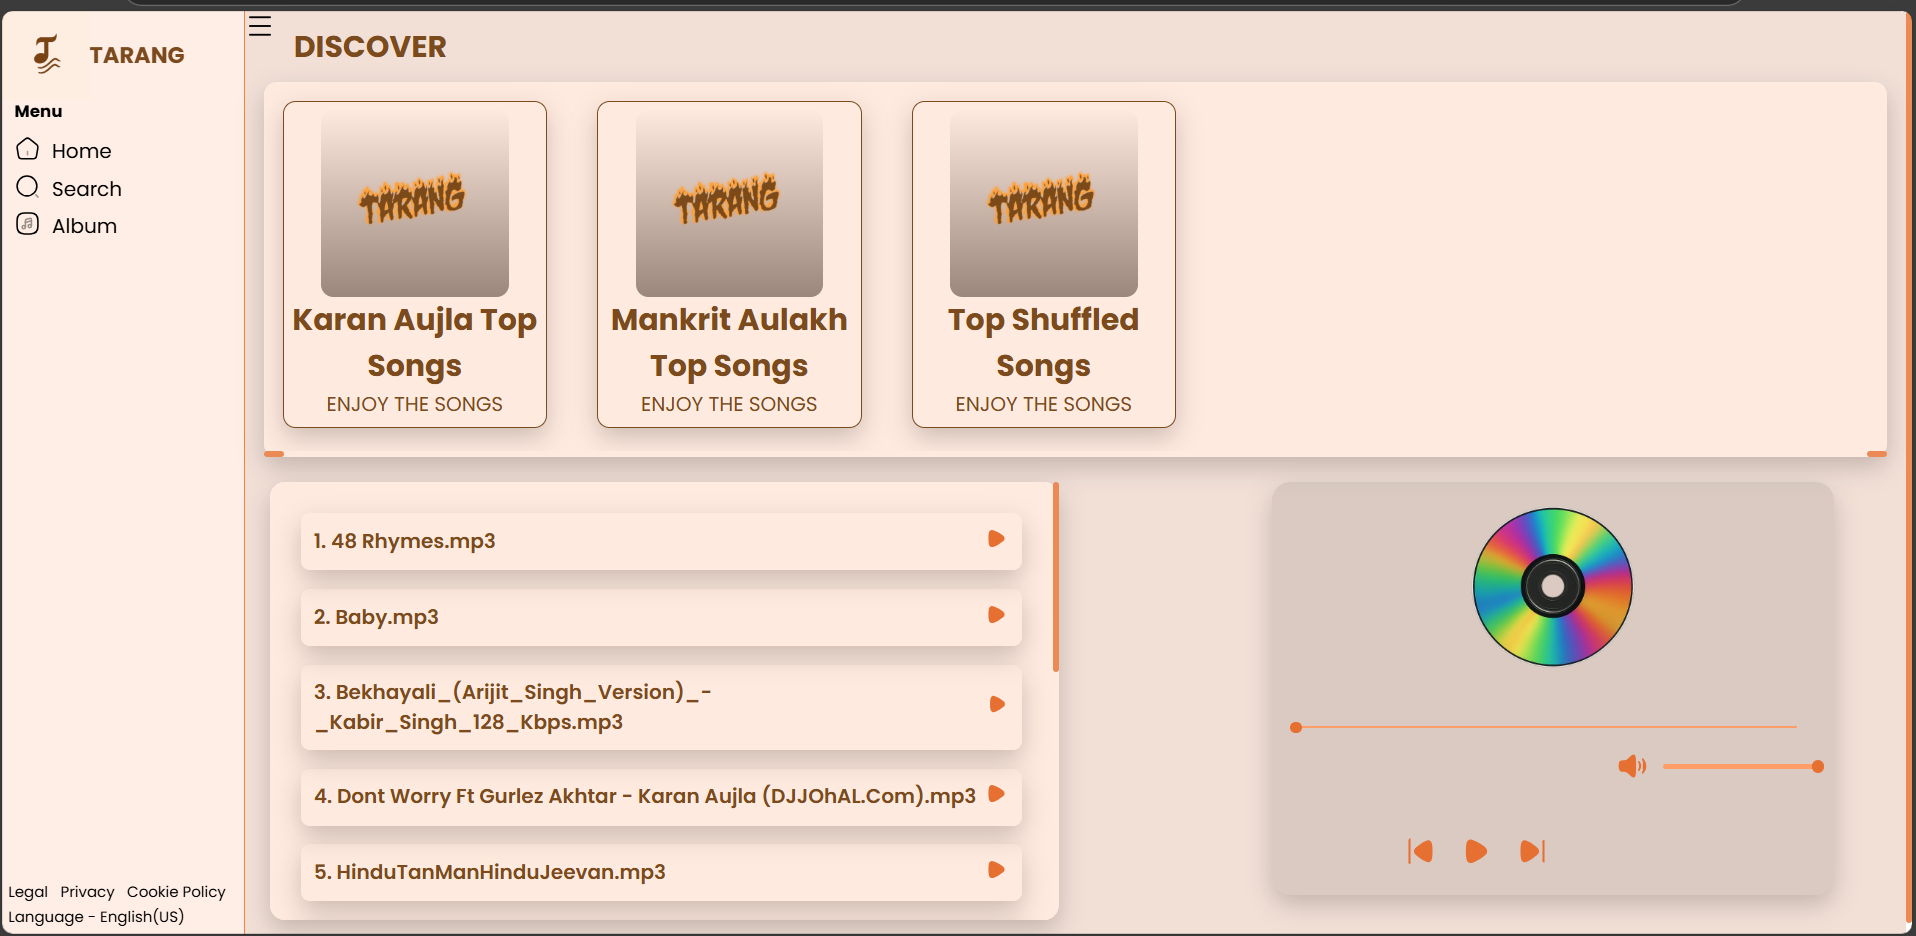 TARANG
Menu
Home
Search
Album
Legal Privacy Cookie Policy
Language - English(US)
DISCOVER
TARANG
Karan Aujla Top
Songs
ENJOY THE SONGS
TARANG
Mankrit Aulakh
Top Songs
ENJOY THE SONGS
TARANG
Top Shuffled
Songs
ENJOY THE SONGS
1. 48 Rhymes.mp3
2. Baby.mp3
3. Bekhayali_(Arijit_Singh_Version)_-
_Kabir_Singh_128_Kbps.mp3
4. Dont Worry Ft Gurlez Akhtar - Karan Aujla (DJJOhAL.Com).mp3
5. HinduTanManHinduJeevan.mp3